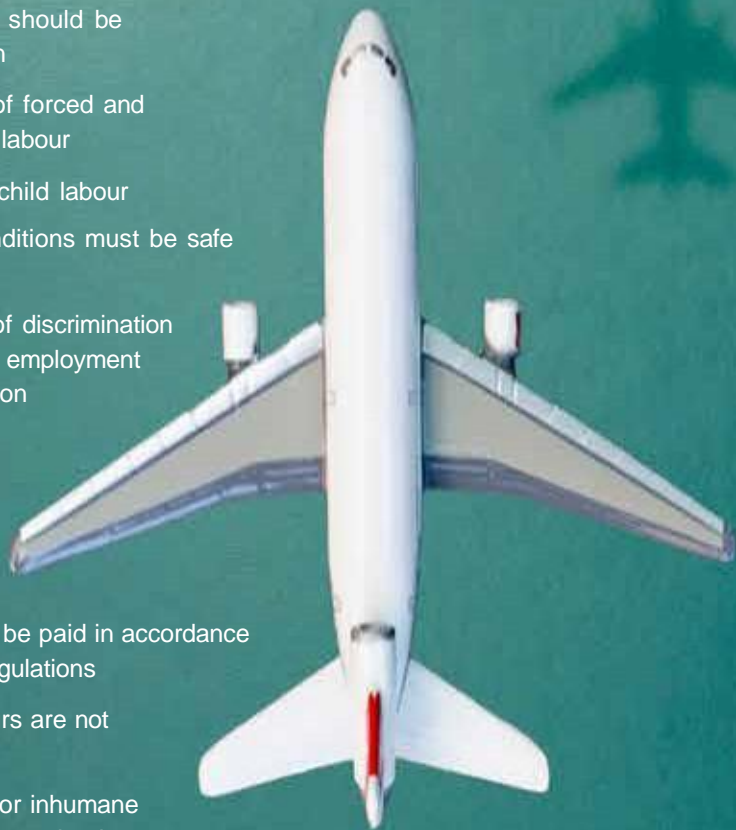 should be
of forced and
labour
child labour
nditions must be safe
of discrimination
employment
on
be paid in accordance
gulations
rs are not
or inhumane